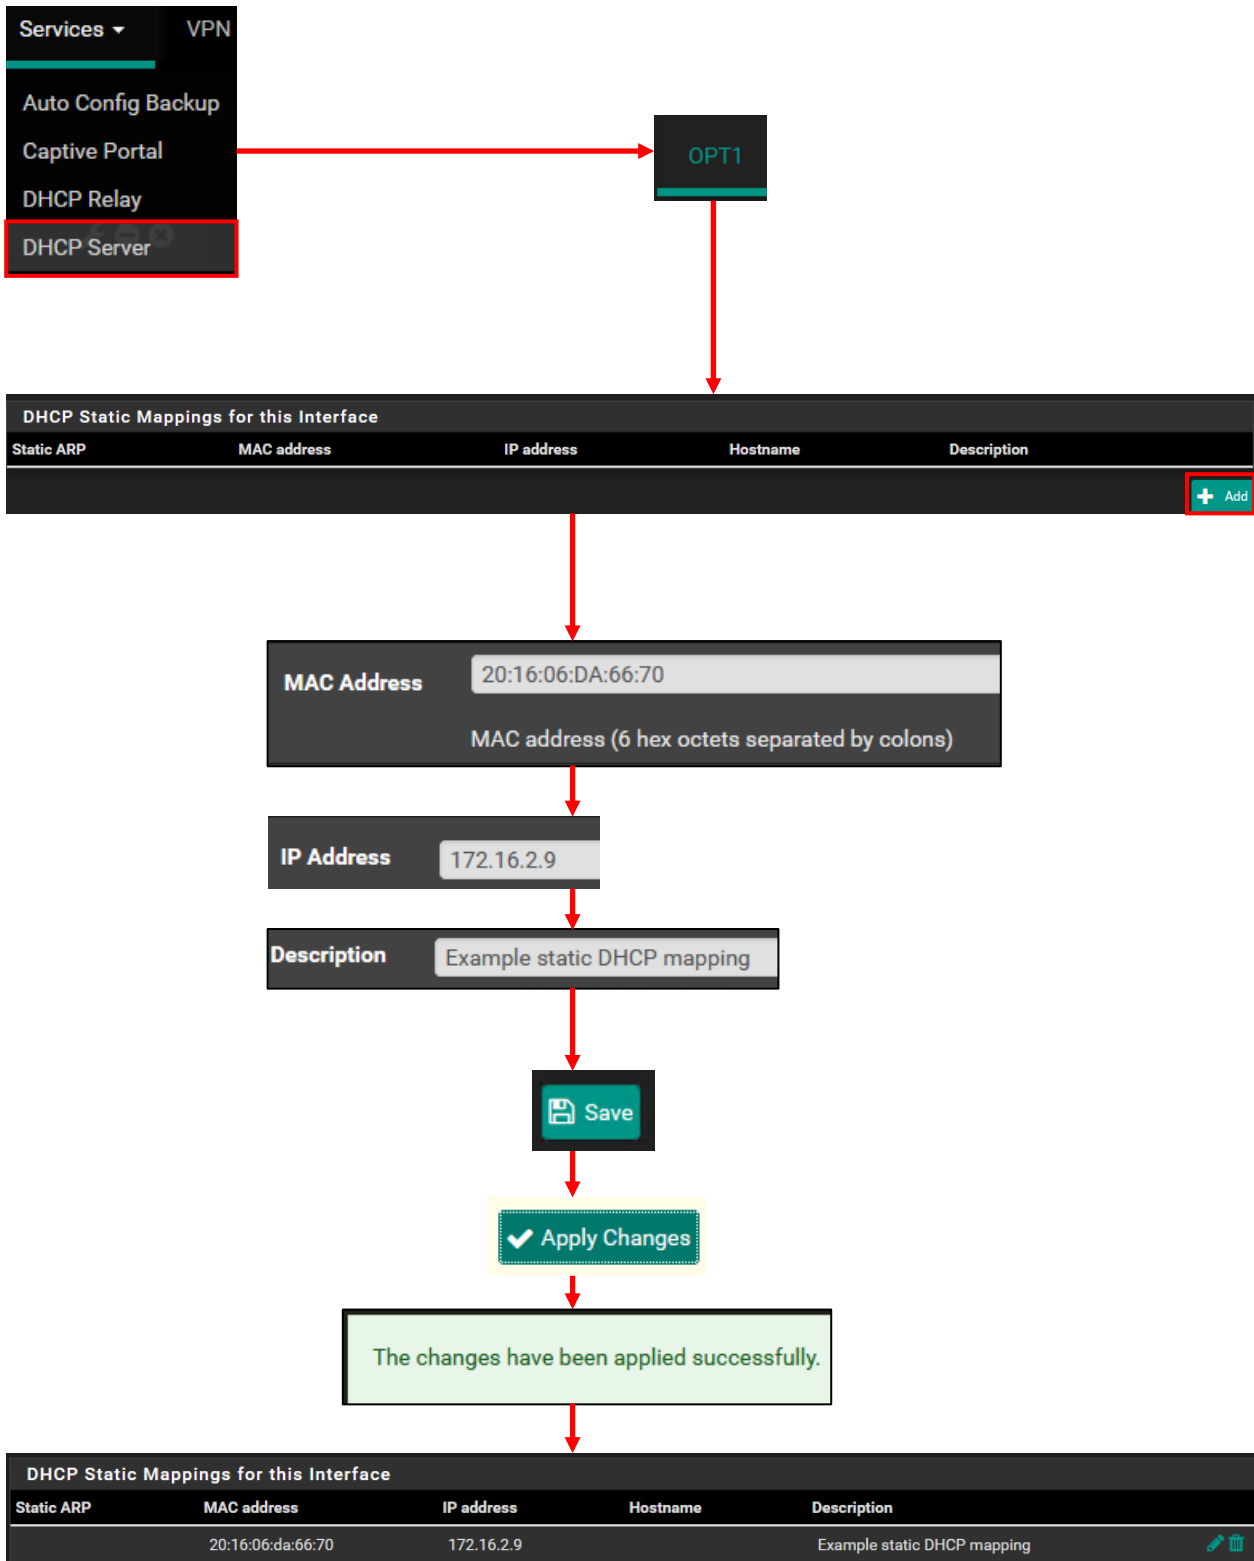 Services VPN
Auto Config Backup
Captive Portal
DHCP Relay
DHCP Server
OPT1
DHCP Static Mappings for this Interface
Static ARP MAC address IP address Hostname Description
Add
MAC Address 20:16:06:DA:66:70
MAC address (6 hex octets separated by colons)
IP Address 172.16.2.9
Description Example static DHCP mapping
Save
Apply Changes
The changes have been applied successfully.
DHCP Static Mappings for this Interface
Static ARP MAC address IP address Hostname Description
20:16:06:da:66:70 172.16.2.9 Example static DHCP mapping